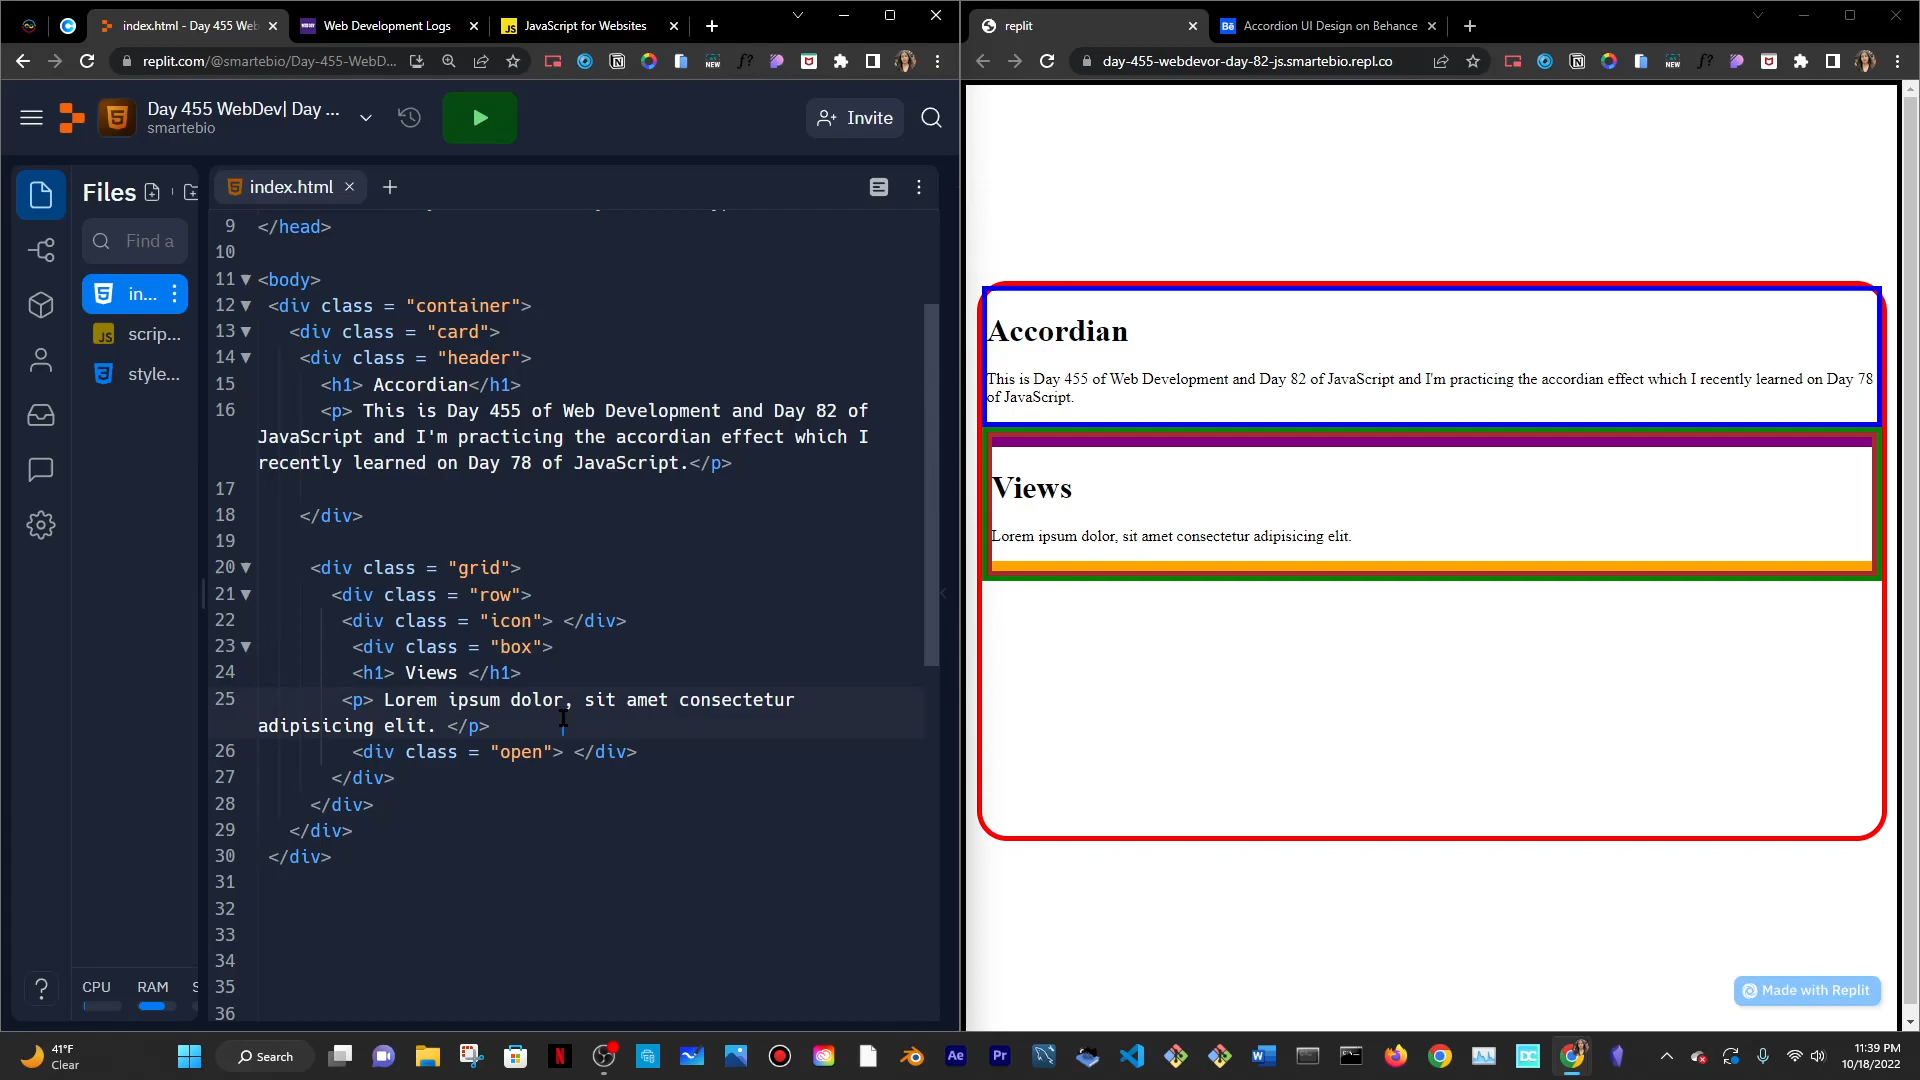 index.html - Day 455 Web
Web Development Logs
JavaScript for Websites
replit.com/@smartebio/Day-455-WebD...
NEW
Day 455 WebDev| Day ...
smartebio
Invite
Files
Find a
in...
JS scrip...
style...
CPU RAM S
index.html
9 </head>
10
11 <body>
12 <div class = "container">
13 <div class = "card">
14 <div class = "header">
15 <h1> Accordian</h1>
16 <p> This is Day 455 of Web Development and Day 82 of
JavaScript and I'm practicing the accordian effect which I
recently learned on Day 78 of JavaScript.</p>
17
18 </div>
19
20 <div class = "grid">
21 <div class = "row">
22 <div class = "icon"> </div>
23 <div class = "box">
24 <h1> Views </h1>
25 <p> Lorem ipsum dolor, sit amet consectetur
adipisicing elit. </p>
26 <div class = "open"> </div>
27 </div>
28 </div>
29 </div>
30 </div>
31
32
33
34
35
36
replit
Bē Accordion UI Design on Behance
day-455-webdevor-day-82-js.smartebio.repl.co
NEW
Accordian
This is Day 455 of Web Development and Day 82 of JavaScript and I'm practicing the accordian effect which I recently learned on Day 78
of JavaScript.
Views
Lorem ipsum dolor, sit amet consectetur adipisicing elit.
Made with Replit
41°F
Clear
Search
N
Ae
Pr
DC
11:39 PM
10/18/2022